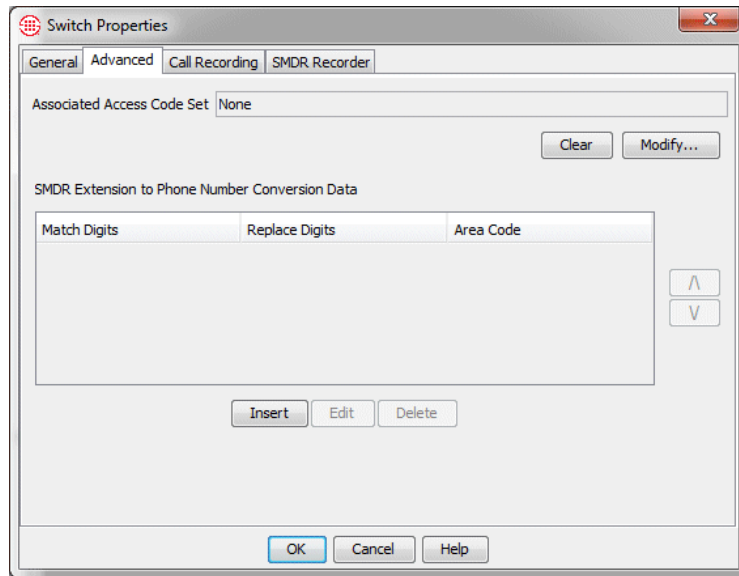 Switch Properties
General Advanced Call Recording SMDR Recorder
Associated Access Code Set None
Clear Modify...
SMDR Extension to Phone Number Conversion Data
Match Digits Replace Digits Area Code
/\
\/
Insert Edit Delete
OK Cancel Help